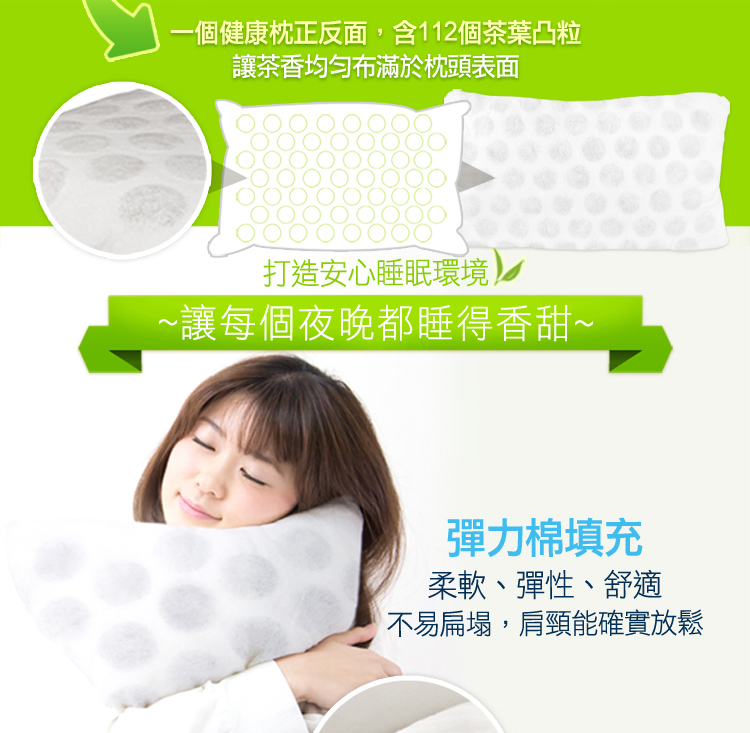 一個健康枕正反面，含112個茶葉凸粒
讓茶香均勻布滿於枕頭表面
打造安心睡眠環境
~讓每個夜晚都睡得香甜~
彈力棉填充
柔軟、彈性、舒適
不易扁塌，肩頸能確實放鬆